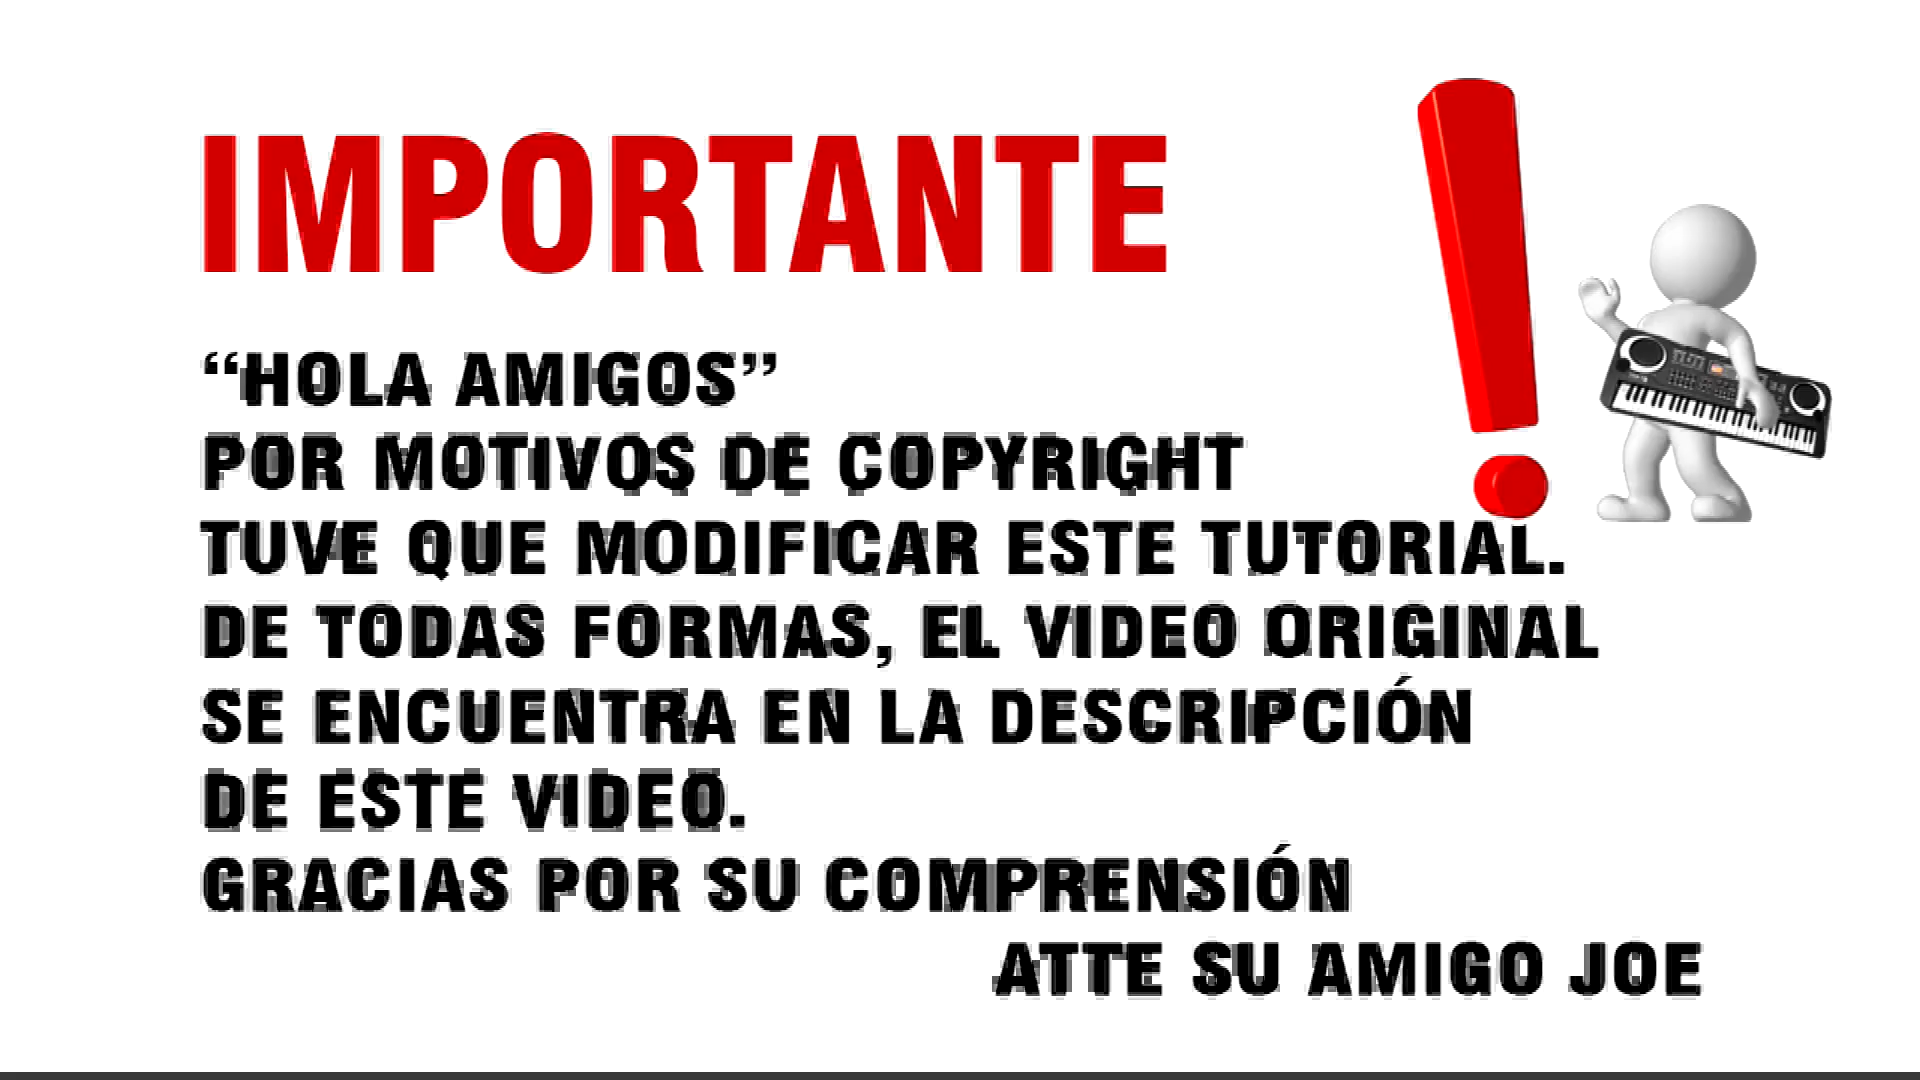 IMPORTANTE
“HOLA AMIGOS”
POR MOTIVOS DE COPYRIGHT
TUVE QUE MODIFICAR ESTE TUTORIAL.
DE TODAS FORMAS, EL VIDEO ORIGINAL
SE ENCUENTRA EN LA DESCRIPCIÓN
DE ESTE VIDEO.
GRACIAS POR SU COMPRENSIÓN
ATTE SU AMIGO JOE